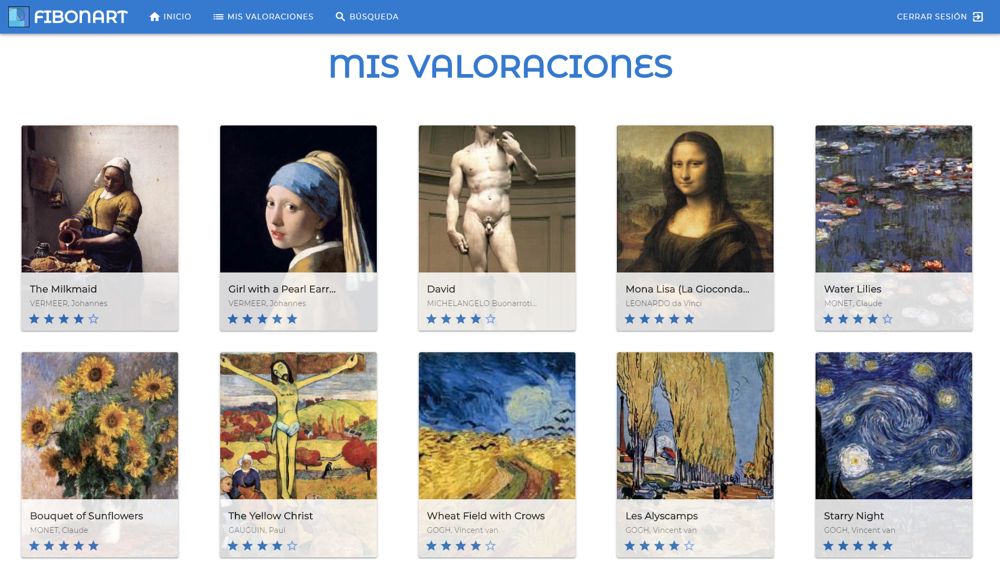 FIBONART INICIO MIS VALORACIONES BÚSQUEDA CERRAR SESIÓN
MIS VALORACIONES
The Milkmaid
VERMEER, Johannes
Girl with a Pearl Earr...
VERMEER, Johannes
David
MICHELANGELO Buonarroti...
Mona Lisa (La Gioconda...
LEONARDO da Vinci
Water Lilies
MONET, Claude
Bouquet of Sunflowers
MONET, Claude
The Yellow Christ
GAUGUIN, Paul
Wheat Field with Crows
GOGH, Vincent van
Les Alyscamps
GOGH, Vincent van
Starry Night
GOGH, Vincent van